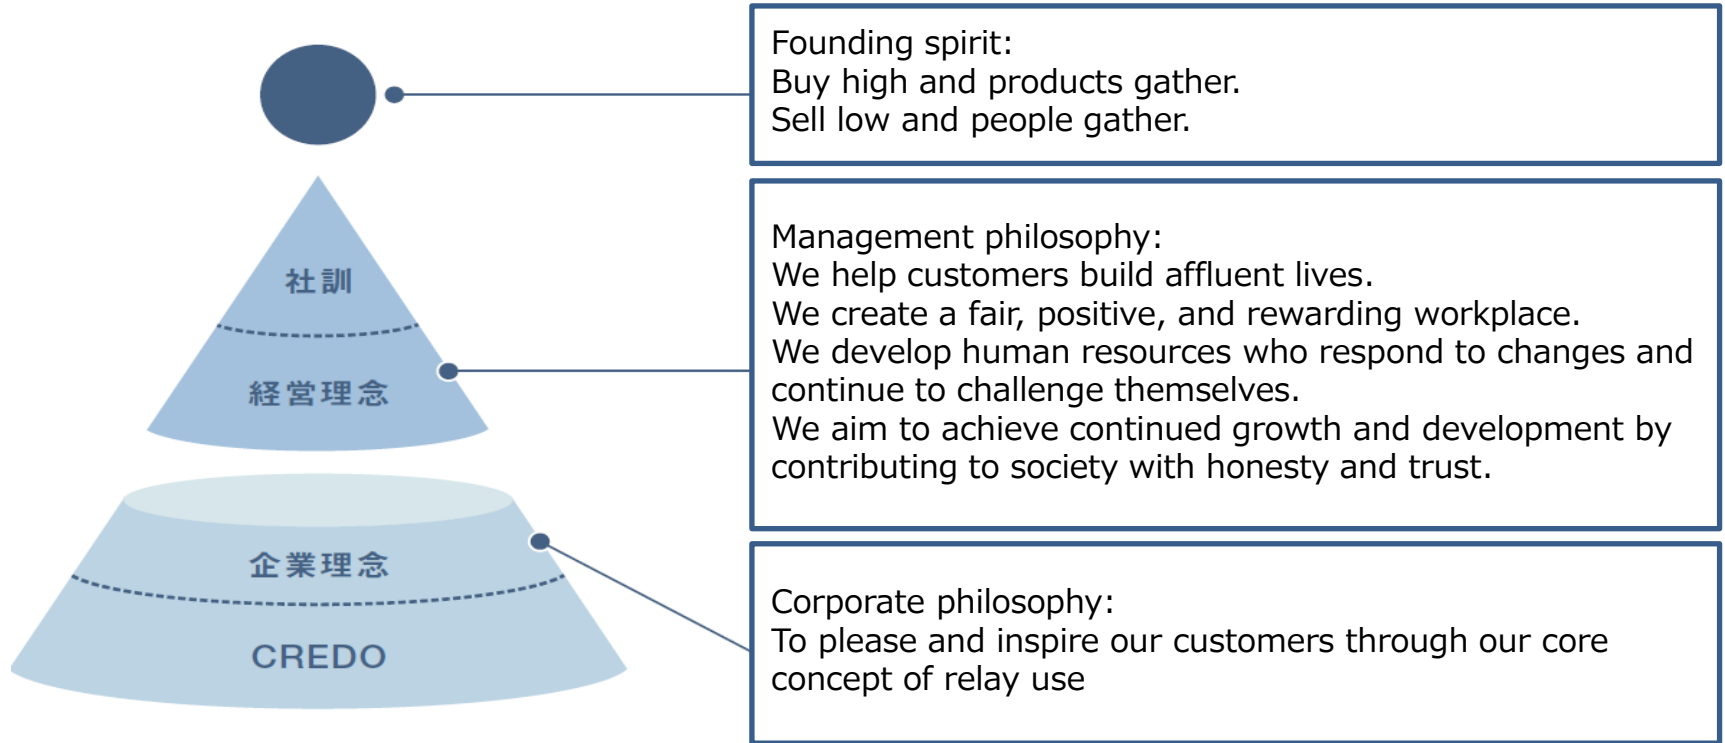 Founding spirit:
Buy high and products gather.
Sell low and people gather.
社訓
経営理念
Management philosophy:
We help customers build affluent lives.
We create a fair, positive, and rewarding workplace.
We develop human resources who respond to changes and
continue to challenge themselves.
We aim to achieve continued growth and development by
contributing to society with honesty and trust.
企業理念
CREDO
Corporate philosophy:
To please and inspire our customers through our core
concept of relay use